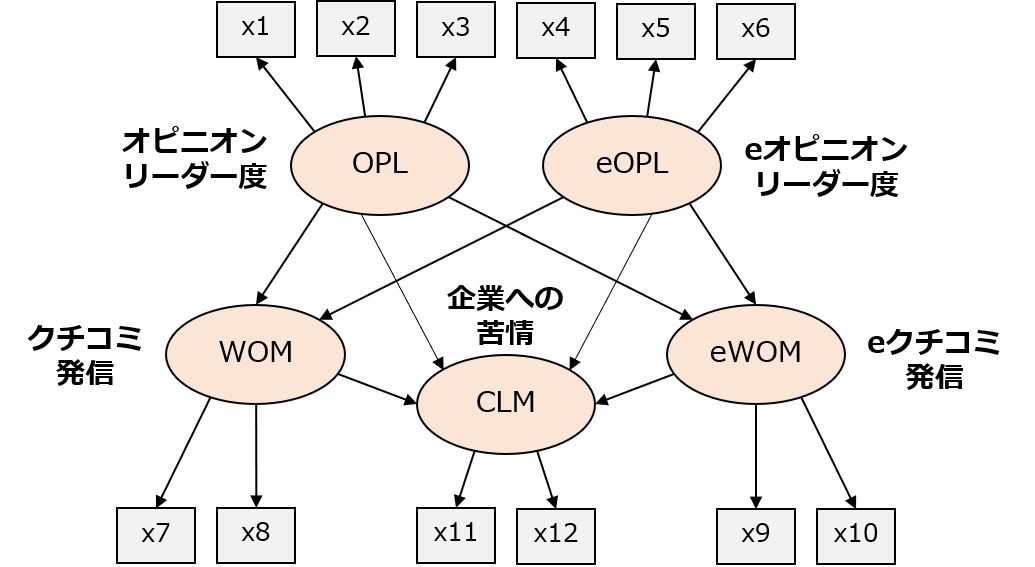 x1
x2
x3
x4
x5
x6
オピニオン
リーダー度
OPL
eOPL
eオピニオン
リーダー度
企業への
苦情
クチコミ
発信
WOM
CLM
eWOM
eクチコミ
発信
x7
x8
x11
x12
x9
x10